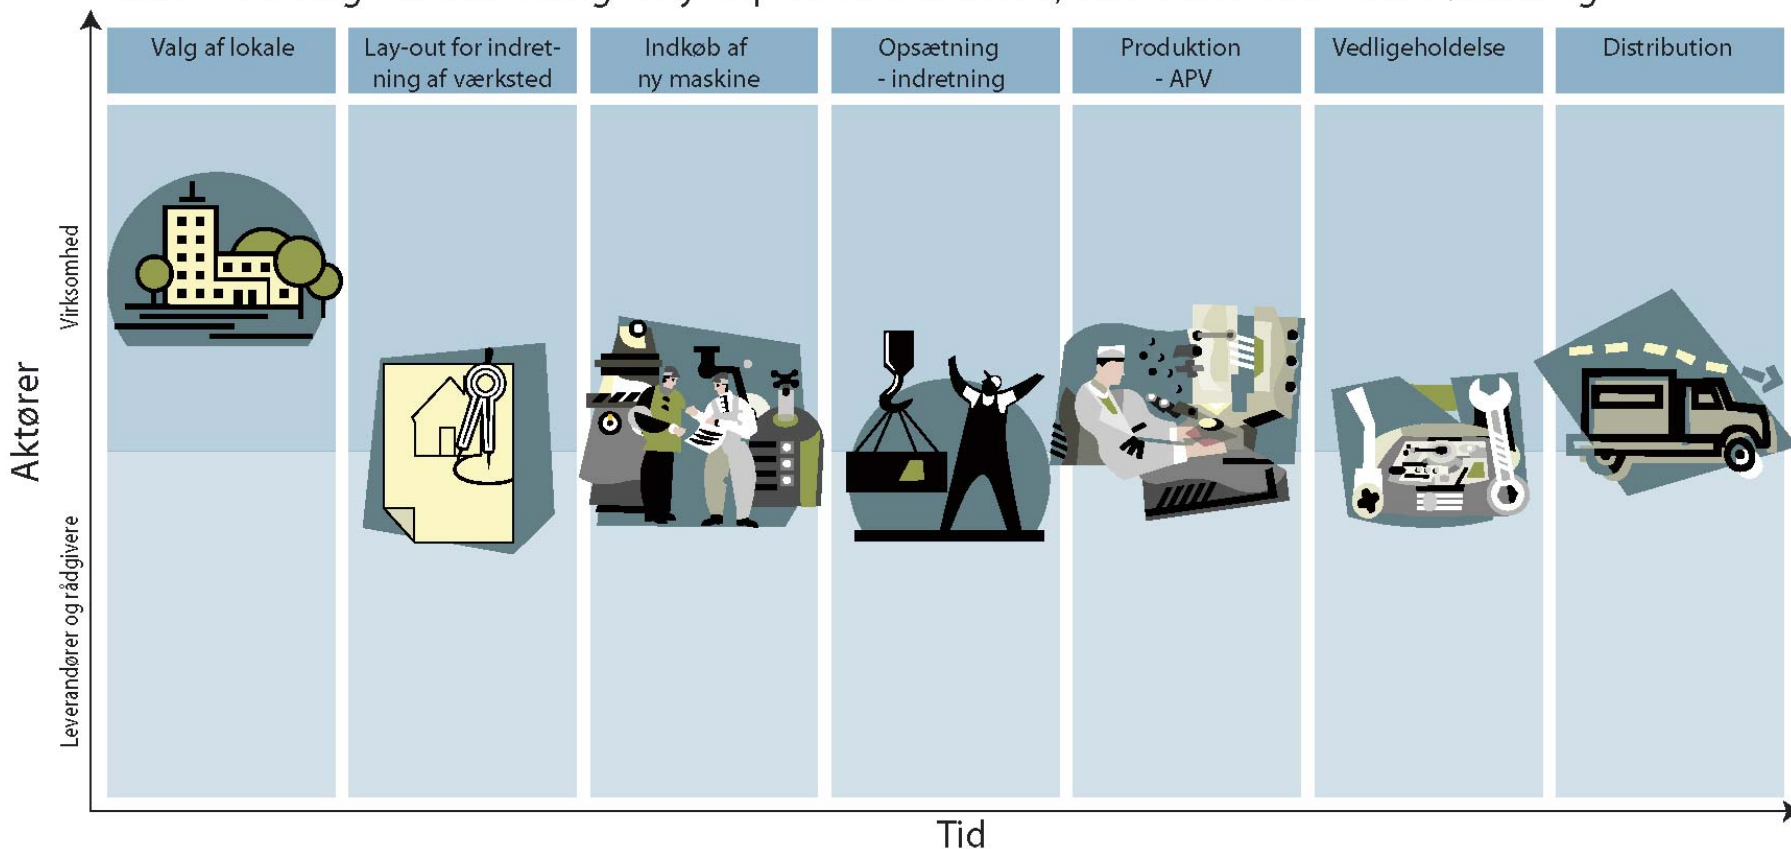 Valg af lokale
Lay-out for indret-
ning af værksted
Indkøb af
ny maskine
Opsætning
- indretning
Produktion
- APV
Vedligeholdelse
Distribution
Aktører
Virksomhed
Leverandører og rådgivere
Tid